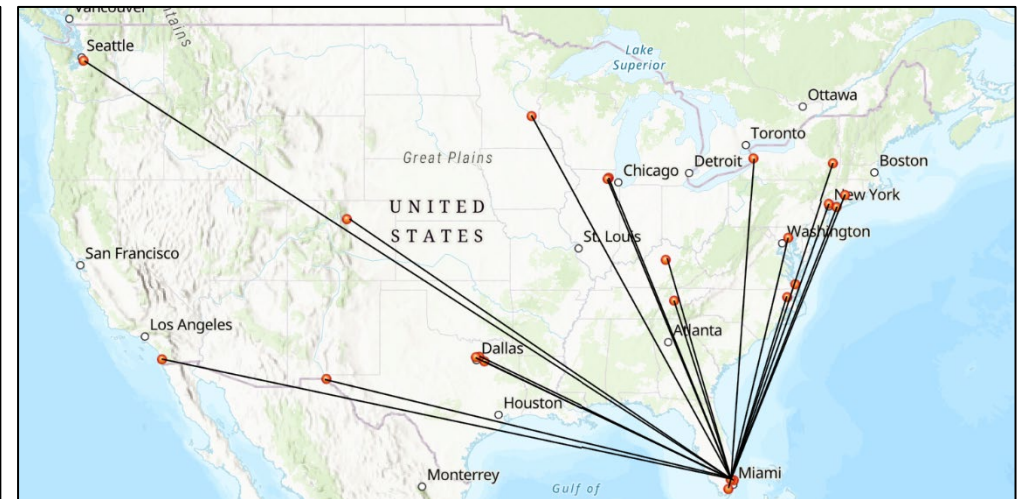 Vancouver
ntains
Seattle
Lake
Superior
Ottawa
Toronto
Great Plains
Chicago
Detroit
Boston
UNITED
New York
STATES
St. Louis
Washington
San Francisco
Los Angeles
Atlanta
Dallas
Houston
Monterrey
Miami
Gulf of